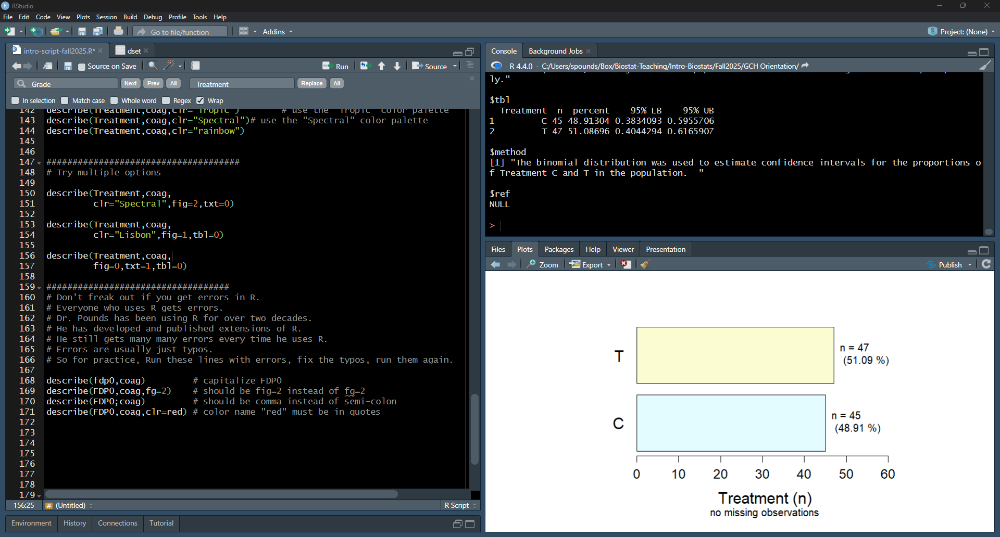 RStudio
File Edit Code View Plots Session Build Debug Profile Tools Help
Go to file/function Addins Project: (None)
intro-script-fall2025.R* dset
Source on Save Run Source
Grade Next Prev All Treatment Replace All
In selection Match case Whole word Regex Wrap
142 describe(Treatment,coag,clr="Tropic") # use the "Tropic" color palette
143 describe(Treatment,coag,clr="Spectral")# use the "Spectral" color palette
144 describe(Treatment,coag,clr="rainbow")
145
146
147 #####################################
148 # Try multiple options
149
150 describe(Treatment,coag,
151 clr="Spectral",fig=2,txt=0)
152
153 describe(Treatment,coag,
154 clr="Lisbon",fig=1,tbl=0)
155
156 describe(Treatment,coag,
157 fig=0,txt=1,tbl=0)
158
159 ###################################
160 # Don't freak out if you get errors in R.
161 # Everyone who uses R gets errors.
162 # Dr. Pounds has been using R for over two decades.
163 # He has developed and published extensions of R.
164 # He still gets many many errors every time he uses R.
165 # Errors are usually just typos.
166 # So for practice, Run these lines with errors, fix the typos, run them again.
167
168 describe(fdp0,coag) # capitalize FDP0
169 describe(FDP0,coag,fg=2) # should be fig=2 instead of fg=2
170 describe(FDP0;coag) # should be comma instead of semi-colon
171 describe(FDP0,coag,clr=red) # color name "red" must be in quotes
172
173
174
175
176
177
178
179
156:25 # (Untitled) R Script
Environment History Connections Tutorial
Console Background Jobs
R 4.4.0 · C:/Users/spounds/Box/Biostat-Teaching/Intro-Biostats/Fall2025/GCH Orientation/
ly."
$tbl
Treatment n percent 95% LB 95% UB
1 C 45 48.91304 0.3834093 0.5955706
2 T 47 51.08696 0.4044294 0.6165907
$method
[1] "The binomial distribution was used to estimate confidence intervals for the proportions o
f Treatment C and T in the population. "
$ref
NULL
>
Files Plots Packages Help Viewer Presentation
Zoom Export Publish
T
n = 47
(51.09 %)
C
n = 45
(48.91 %)
0 10 20 30 40 50 60
Treatment (n)
no missing observations